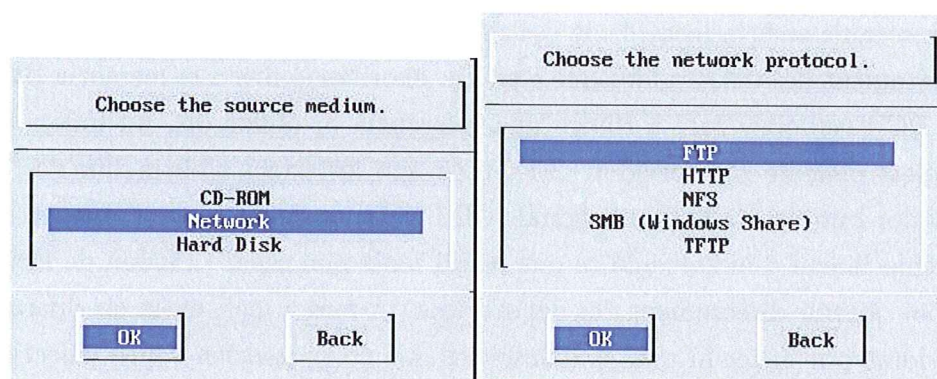 Choose the source medium.
CD-ROM
Network
Hard Disk
OK
Back
Choose the network protocol.
FTP
HTTP
NFS
SMB (Windows Share)
TFTP
OK
Back